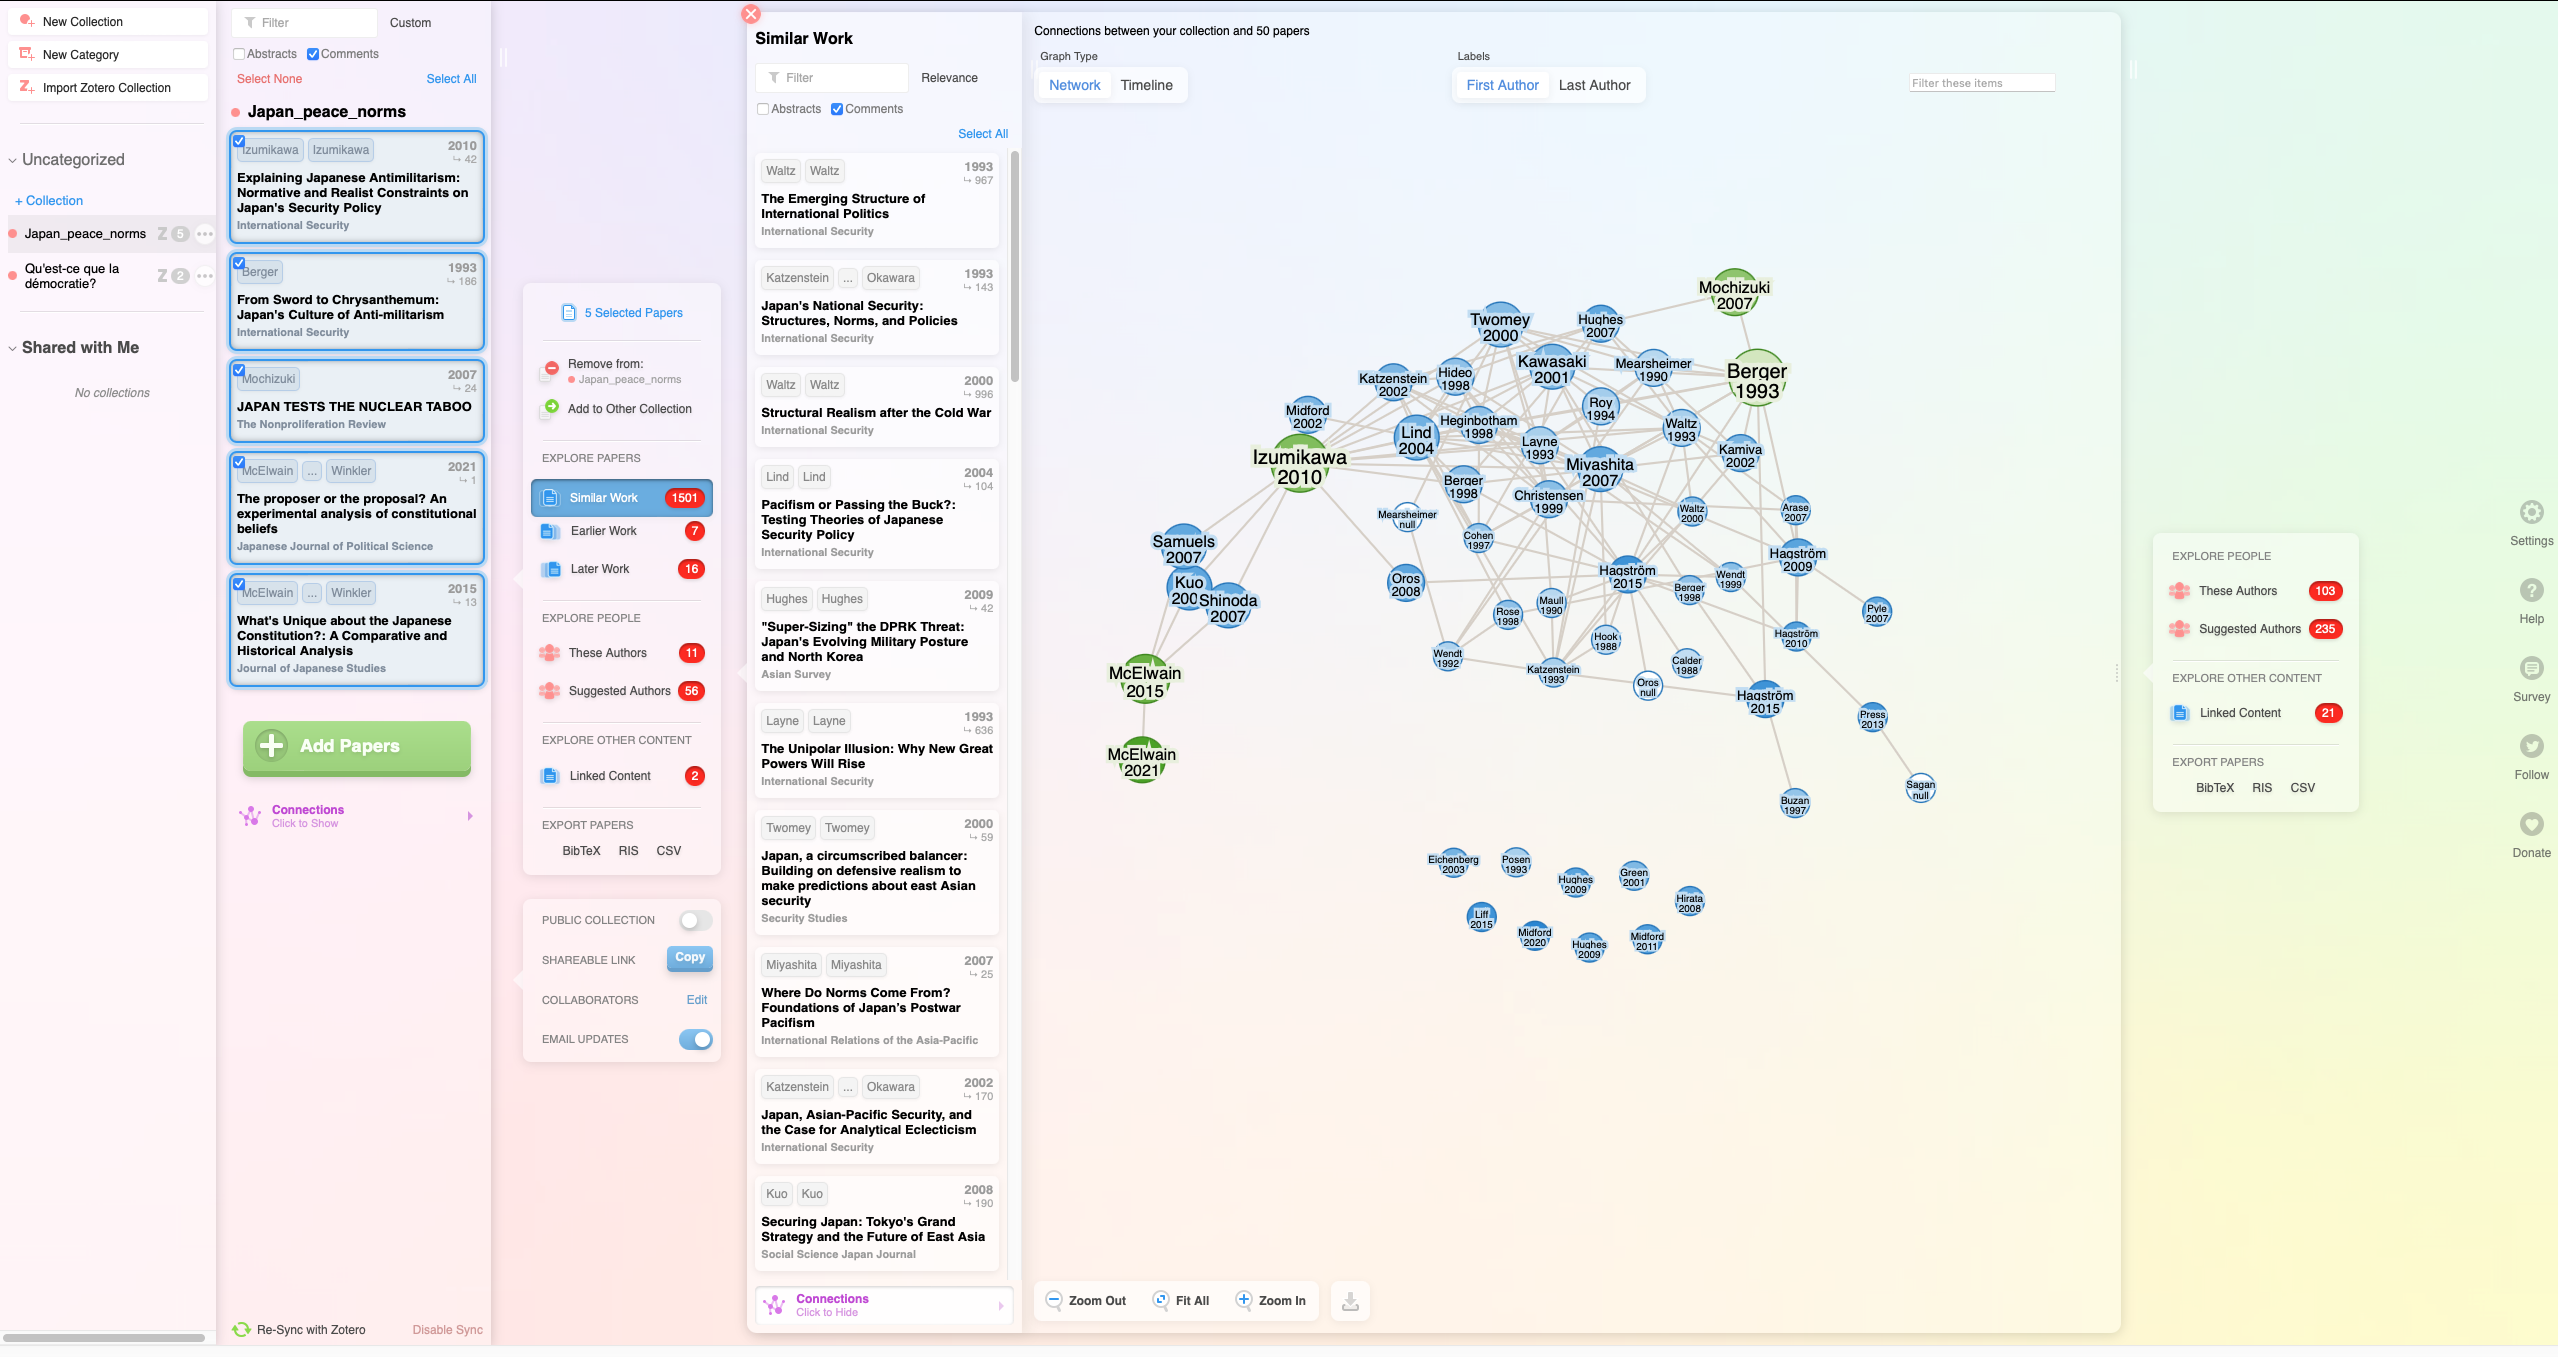 New Collection
New Category
Import Zotero Collection
Uncategorized
+ Collection
Japan_peace_norms Z 5
Qu'est-ce que la
démocratie? Z 2
Shared with Me
No collections
Filter
Custom
Abstracts Comments
Select None Select All
Japan_peace_norms
Izumikawa Izumikawa 2010
42
Explaining Japanese Antimilitarism:
Normative and Realist Constraints on
Japan's Security Policy
International Security
Berger 1993
186
From Sword to Chrysanthemum:
Japan's Culture of Anti-militarism
International Security
Mochizuki 2007
24
JAPAN TESTS THE NUCLEAR TABOO
The Nonproliferation Review
McElwain ... Winkler 2021
1
The proposer or the proposal? An
experimental analysis of constitutional
beliefs
Japanese Journal of Political Science
McElwain ... Winkler 2015
13
What's Unique about the Japanese
Constitution?: A Comparative and
Historical Analysis
Journal of Japanese Studies
Add Papers
Connections
Click to Show
Re-Sync with Zotero Disable Sync
5 Selected Papers
Remove from:
Japan_peace_norms
Add to Other Collection
EXPLORE PAPERS
Similar Work 1501
Earlier Work 7
Later Work 16
EXPLORE PEOPLE
These Authors 11
Suggested Authors 56
EXPLORE OTHER CONTENT
Linked Content 2
EXPORT PAPERS
BibTeX RIS CSV
PUBLIC COLLECTION
SHAREABLE LINK Copy
COLLABORATORS Edit
EMAIL UPDATES
Similar Work
Filter
Relevance
Abstracts Comments
Select All
Waltz Waltz 1993
967
The Emerging Structure of
International Politics
International Security
Katzenstein ... Okawara 1993
143
Japan's National Security:
Structures, Norms, and Policies
International Security
Waltz Waltz 2000
996
Structural Realism after the Cold War
International Security
Lind Lind 2004
104
Pacifism or Passing the Buck?:
Testing Theories of Japanese
Security Policy
International Security
Hughes Hughes 2009
42
"Super-Sizing" the DPRK Threat:
Japan's Evolving Military Posture
and North Korea
Asian Survey
Layne Layne 1993
636
The Unipolar Illusion: Why New Great
Powers Will Rise
International Security
Twomey Twomey 2000
59
Japan, a circumscribed balancer:
Building on defensive realism to
make predictions about east Asian
security
Security Studies
Miyashita Miyashita 2007
25
Where Do Norms Come From?
Foundations of Japan's Postwar
Pacifism
International Relations of the Asia-Pacific
Katzenstein ... Okawara 2002
170
Japan, Asian-Pacific Security, and
the Case for Analytical Eclecticism
International Security
Kuo Kuo 2008
190
Securing Japan: Tokyo's Grand
Strategy and the Future of East Asia
Social Science Japan Journal
Connections
Click to Hide
Connections between your collection and 50 papers
Graph Type
Network Timeline
Labels
First Author Last Author
Filter these items
Mochizuki
2007
Twomey
2000
Hughes
2007
Kawasaki
2001
Mearsheimer
1990
Berger
1993
Katzenstein
2002
Hideo
1998
Midford
2002
Roy
1994
Lind
2004
Heginbotham
1998
Waltz
1993
Layne
1993
Kamiya
2002
Izumikawa
2010
Miyashita
2007
Berger
1998
Christensen
1999
Mearsheimer
null
Waltz
2000
Arase
2007
Cohen
1997
Samuels
2007
Hagström
2009
Kuo
200
Shinoda
2007
Oros
2008
Hagström
2015
Berger
1998
Wendt
1999
Rose
1998
Maull
1990
Pyle
2007
Hook
1988
Hagström
2010
Wendt
1992
Katzenstein
1993
Calder
1988
Oros
null
McElwain
2015
Hagström
2015
Press
2013
McElwain
2021
Buzan
1997
Sagan
null
Eichenberg
2003
Posen
1993
Hughes
2009
Green
2001
Hirata
2008
Liff
2015
Midford
2020
Hughes
2009
Midford
2011
Zoom Out Fit All Zoom In
EXPLORE PEOPLE
These Authors 103
Suggested Authors 235
EXPLORE OTHER CONTENT
Linked Content 21
EXPORT PAPERS
BibTeX RIS CSV
Settings
Help
Survey
Follow
Donate